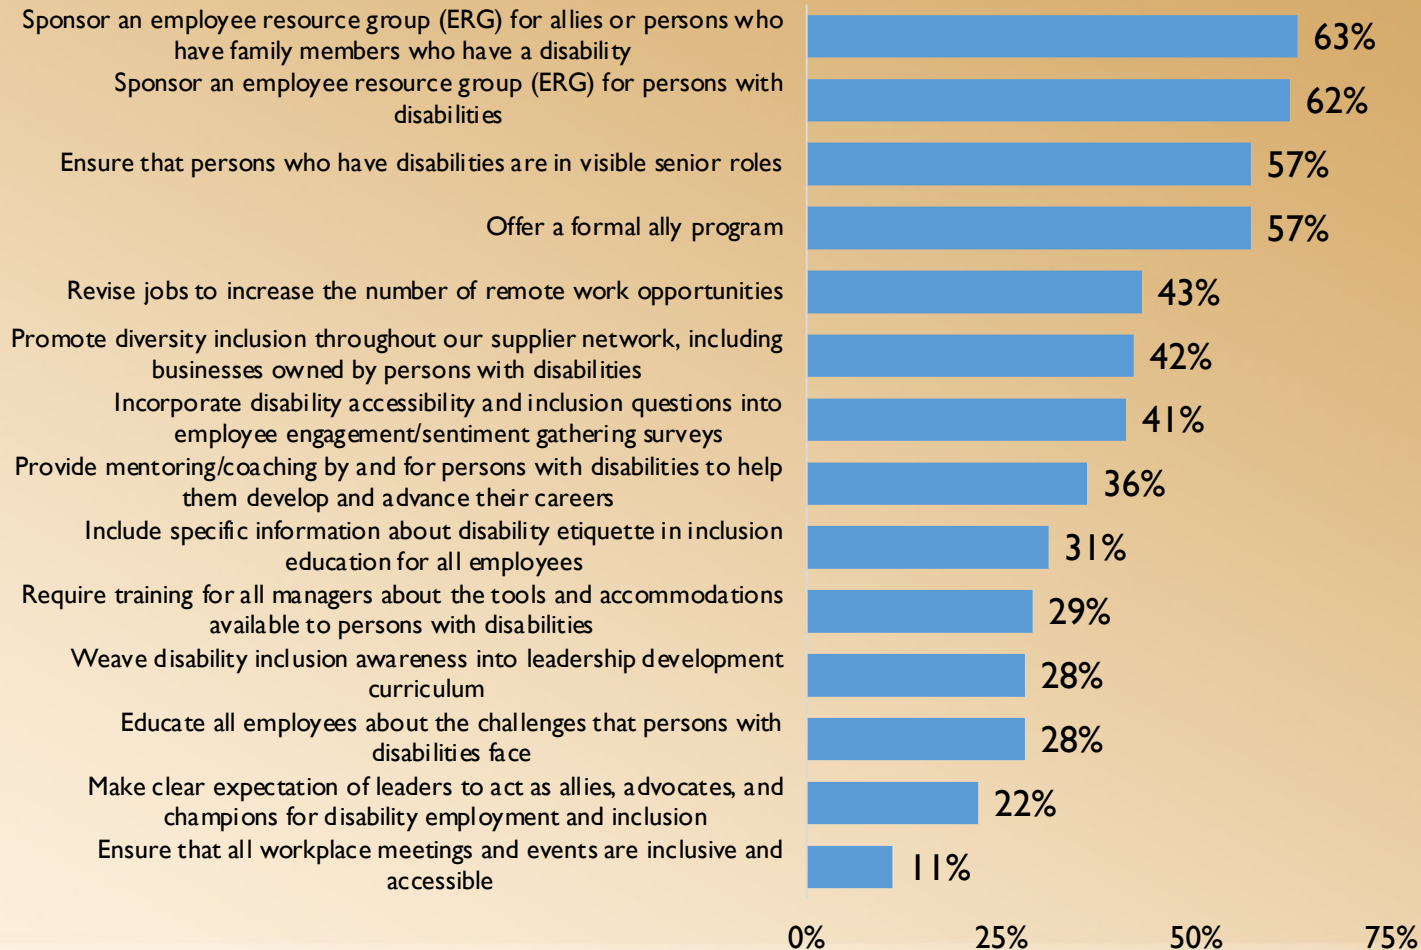 Sponsor an employee resource group (ERG) for allies or persons who
have family members who have a disability
63%
Sponsor an employee resource group (ERG) for persons with
disabilities
62%
Ensure that persons who have disabilities are in visible senior roles
57%
Offer a formal ally program
57%
Revise jobs to increase the number of remote work opportunities
43%
Promote diversity inclusion throughout our supplier network, including
businesses owned by persons with disabilities
42%
Incorporate disability accessibility and inclusion questions into
employee engagement/sentiment gathering surveys
41%
Provide mentoring/coaching by and for persons with disabilities to help
them develop and advance their careers
36%
Include specific information about disability etiquette in inclusion
education for all employees
31%
Require training for all managers about the tools and accommodations
available to persons with disabilities
29%
Weave disability inclusion awareness into leadership development
curriculum
28%
Educate all employees about the challenges that persons with
disabilities face
28%
Make clear expectation of leaders to act as allies, advocates, and
champions for disability employment and inclusion
22%
Ensure that all workplace meetings and events are inclusive and
accessible
11%
0% 25% 50% 75%